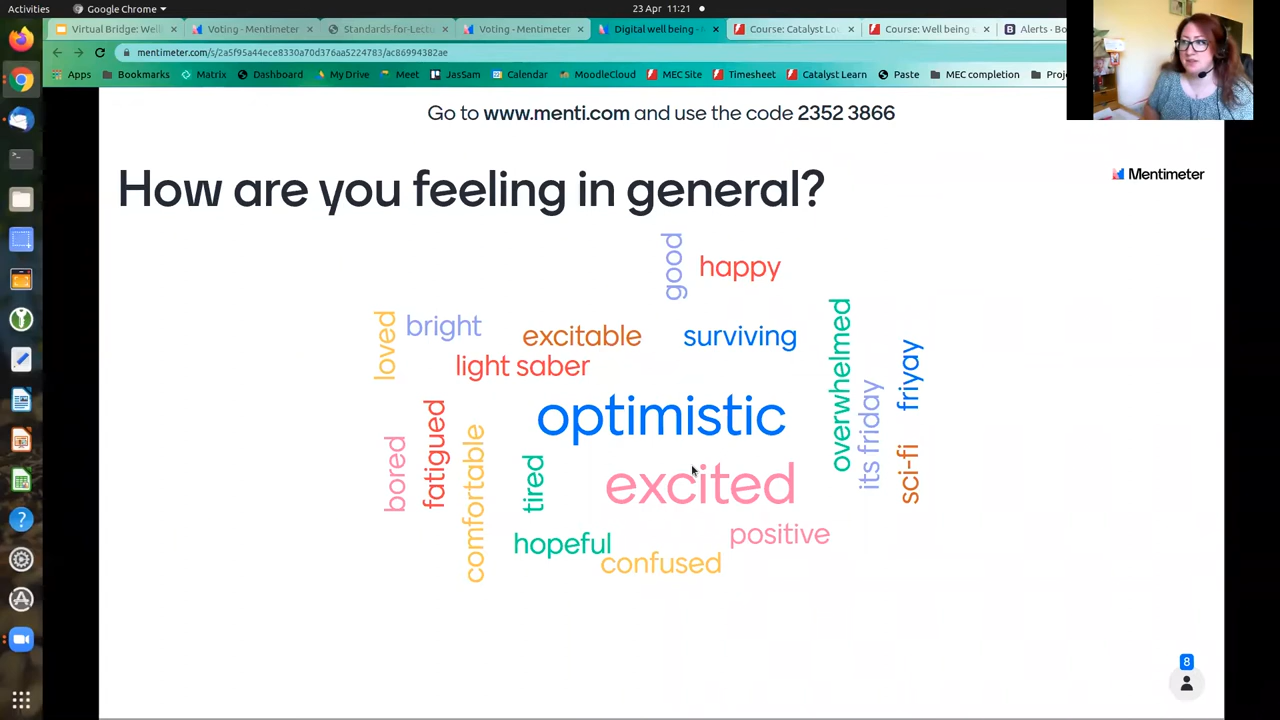 Activities
Google Chrome
23 Apr 11:21
Virtual Bridge: Well
Voting - Mentimeter
Standards-for-Lectu
Voting - Mentimeter
Digital well being -
Course: Catalyst Lo
Course: Well being
Alerts - Bo
mentimeter.com/s/2a5f95a44ece8330a70d376aa5224783/ac86994382ae
Apps
Bookmarks
Matrix
Dashboard
My Drive
Meet
JasSam
Calendar
MoodleCloud
MEC Site
Timesheet
Catalyst Learn
Paste
MEC completion
Proj
Go to www.menti.com and use the code 2352 3866
How are you feeling in general?
Mentimeter
good
happy
loved
bright
excitable
surviving
overwhelmed
friyay
light saber
optimistic
its friday
bored
fatigued
comfortable
tired
excited
sci-fi
hopeful
positive
confused
8